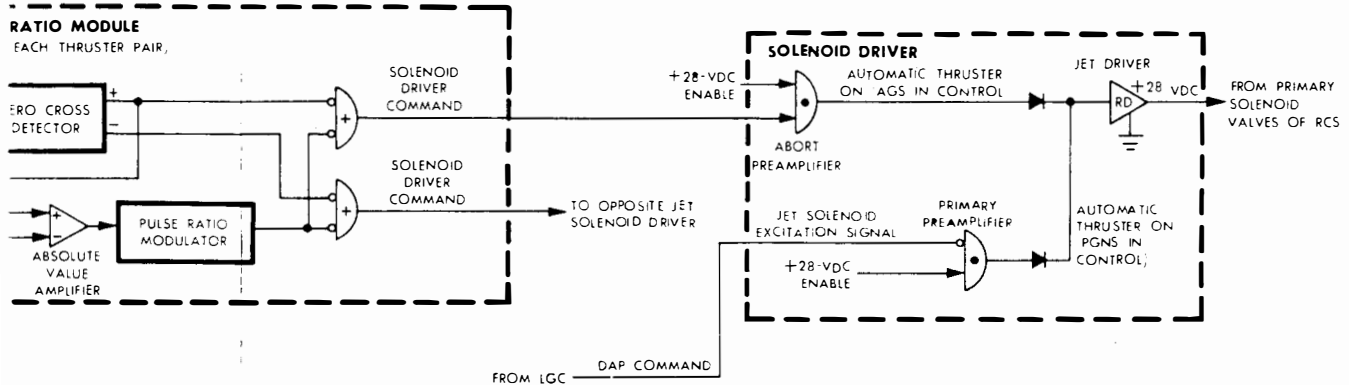 RATIO MODULE
EACH THRUSTER PAIR,
+
ERO CROSS
DETECTOR
−
SOLENOID
DRIVER
COMMAND
+
SOLENOID
DRIVER
COMMAND
+
TO OPPOSITE JET
SOLENOID DRIVER
+
−
PULSE RATIO
MODULATOR
ABSOLUTE
VALUE
AMPLIFIER
SOLENOID DRIVER
+28-VDC
ENABLE
AUTOMATIC THRUSTER
ON AGS IN CONTROL
ABORT
PREAMPLIFIER
JET DRIVER
RD
+28 VDC
FROM PRIMARY
SOLENOID
VALVES OF RCS
JET SOLENOID
EXCITATION SIGNAL
PRIMARY
PREAMPLIFIER
+28-VDC
ENABLE
AUTOMATIC
THRUSTER ON
PGNS IN
CONTROL)
FROM LGC
DAP COMMAND